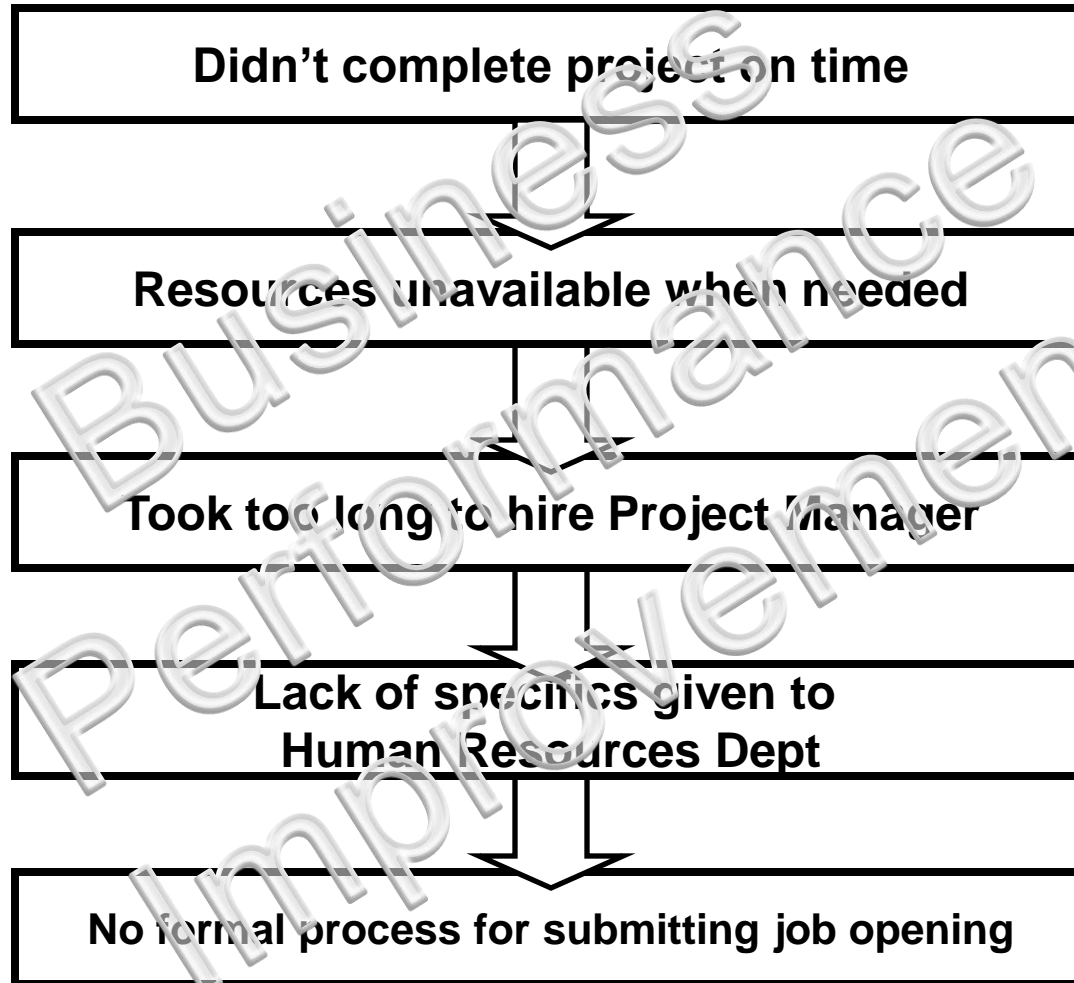 Didn’t complete project on time
Resources unavailable when needed
Took too long to hire Project Manager
Lack of specifics given to
Human Resources Dept
No formal process for submitting job opening
Business
Performance